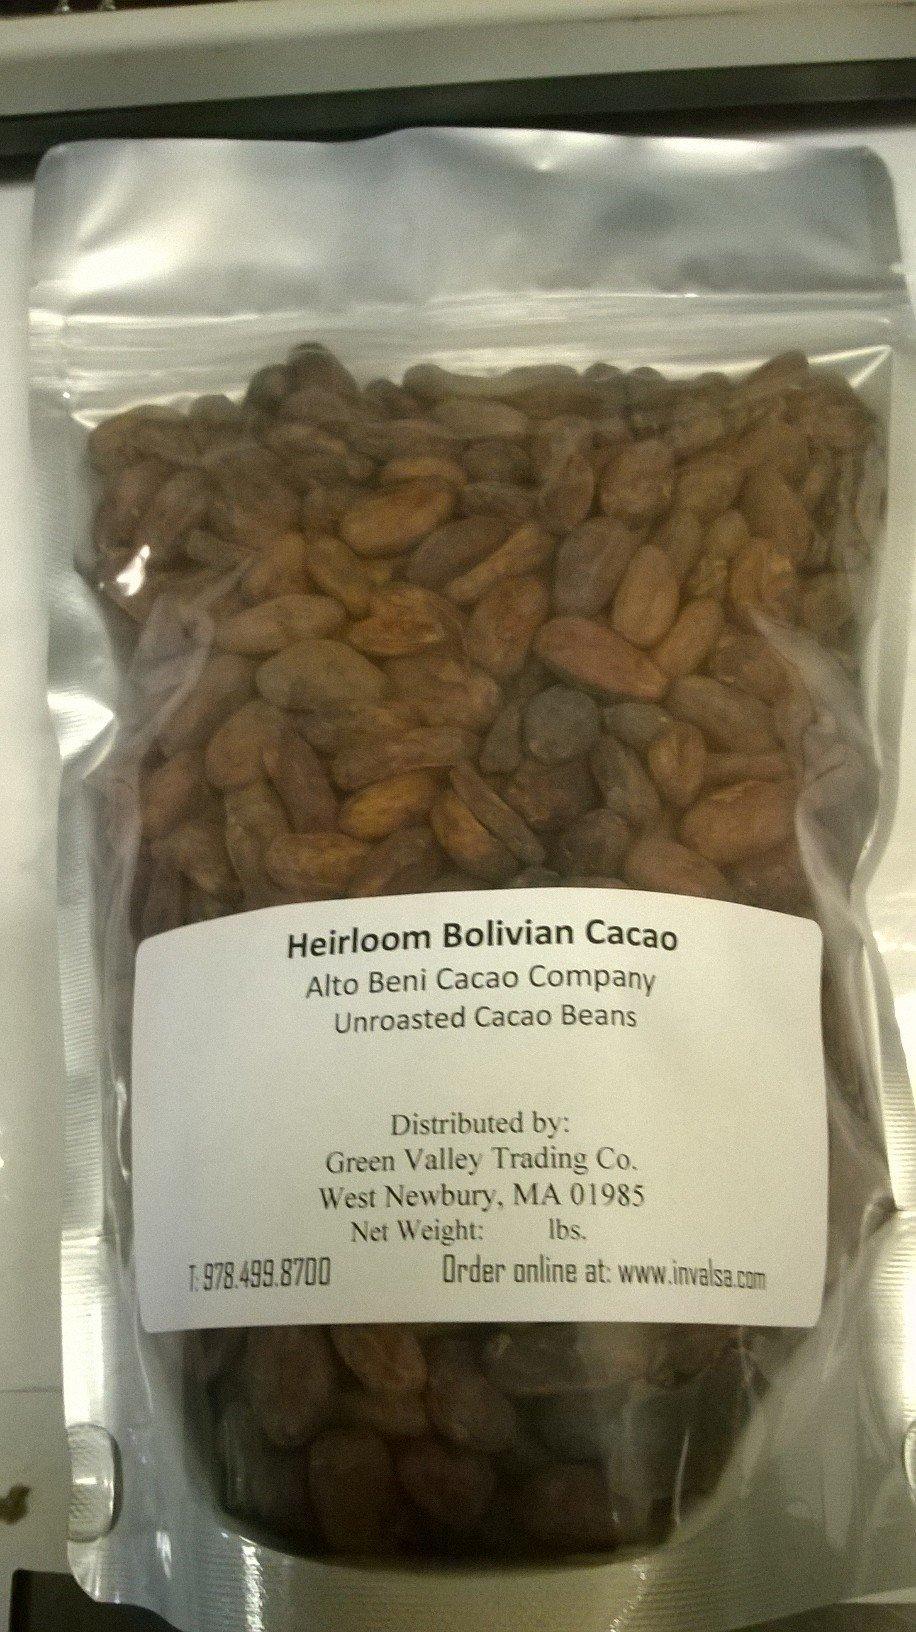 Heirloom Bolivian Cacao
Alto Beni Cacao Company
Unroasted Cacao Beans
Distributed by:
Green Valley Trading Co.
West Newbury, MA 01985
Net Weight: lbs.
T: 978.499.8700 Order online at: www.invalsa.com